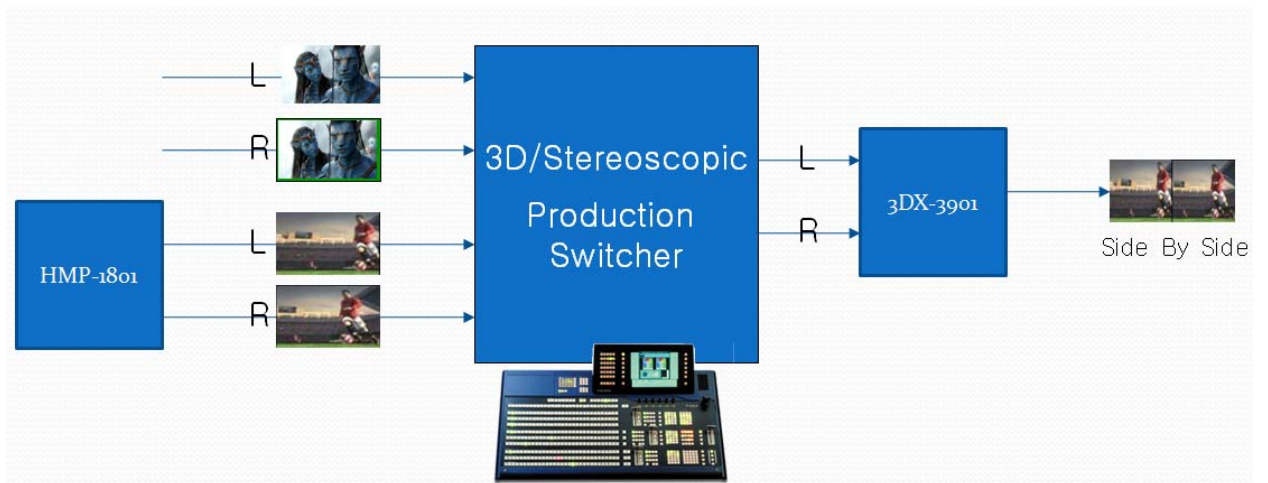 L
R
HMP-1801
L
R
3D/Stereoscopic
Production
Switcher
L
R
3DX-3901
Side By Side